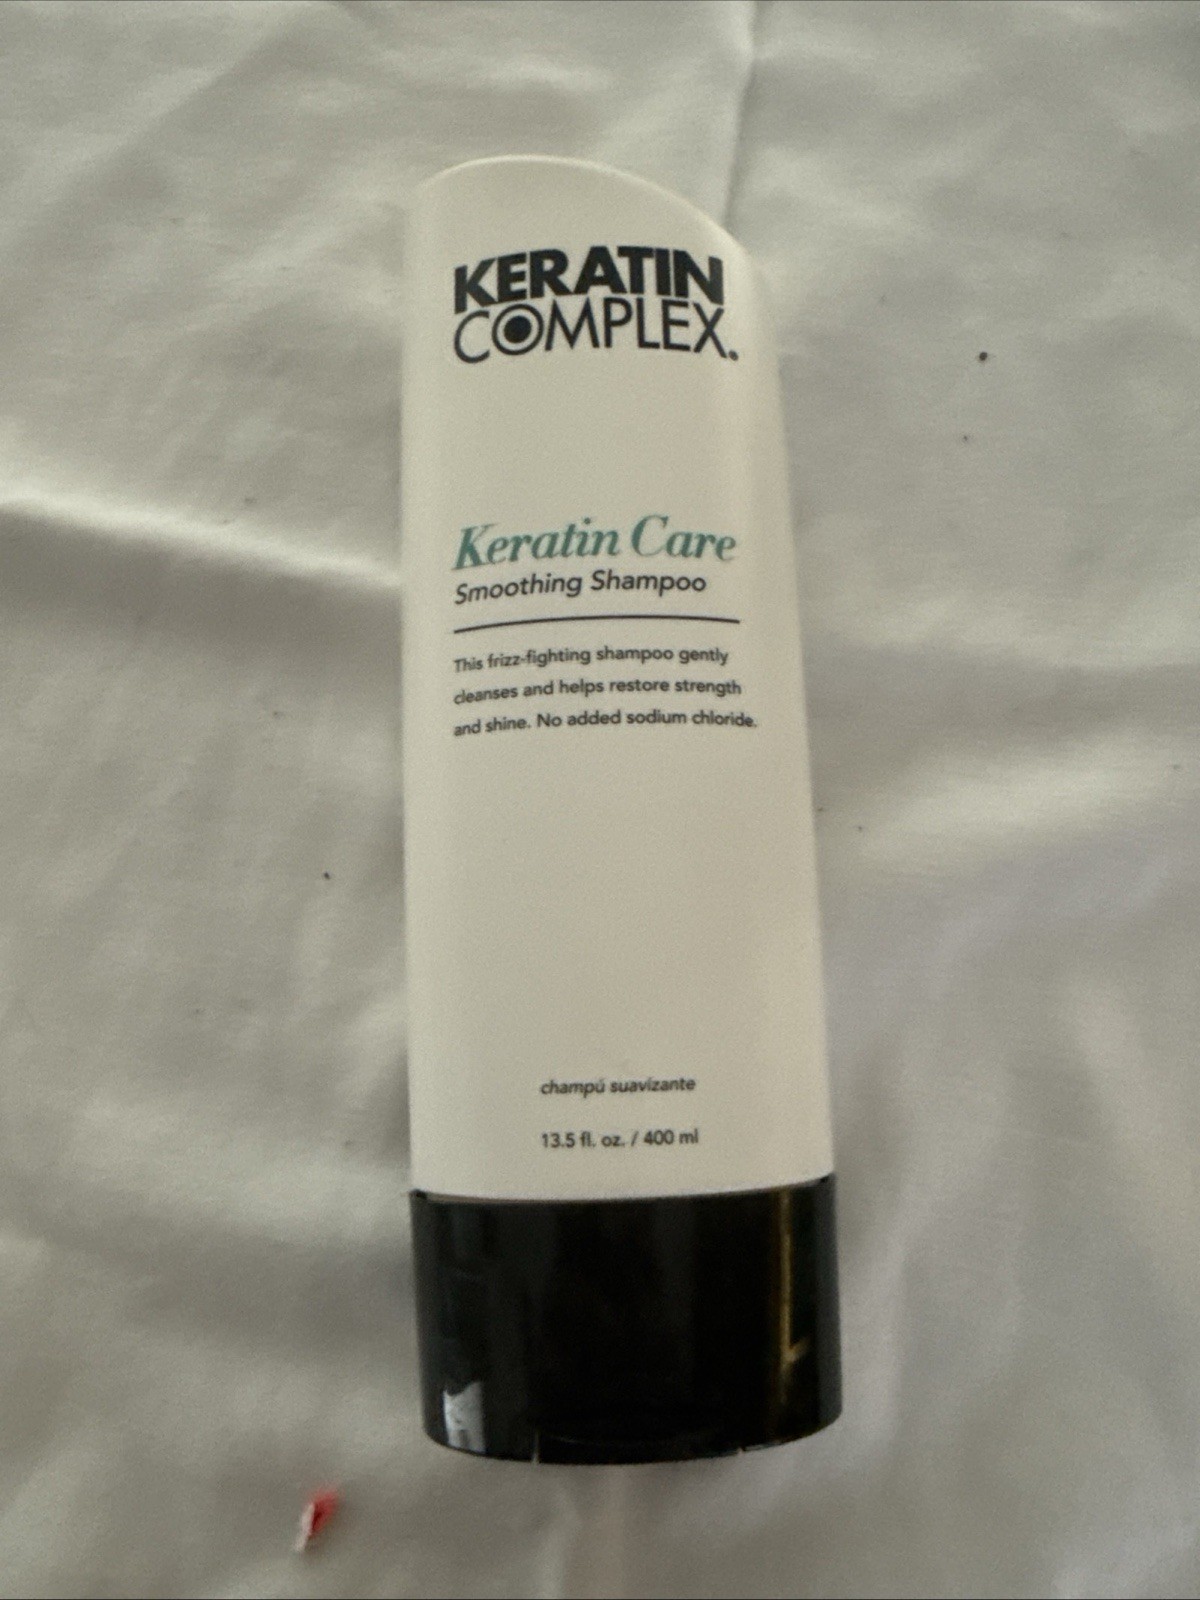 KERATIN
COMPLEX.
Keratin Care
Smoothing Shampoo
This frizz-fighting shampoo gently
cleanses and helps restore strength
and shine. No added sodium chloride.
champú suavizante
13.5 fl. oz. / 400 ml